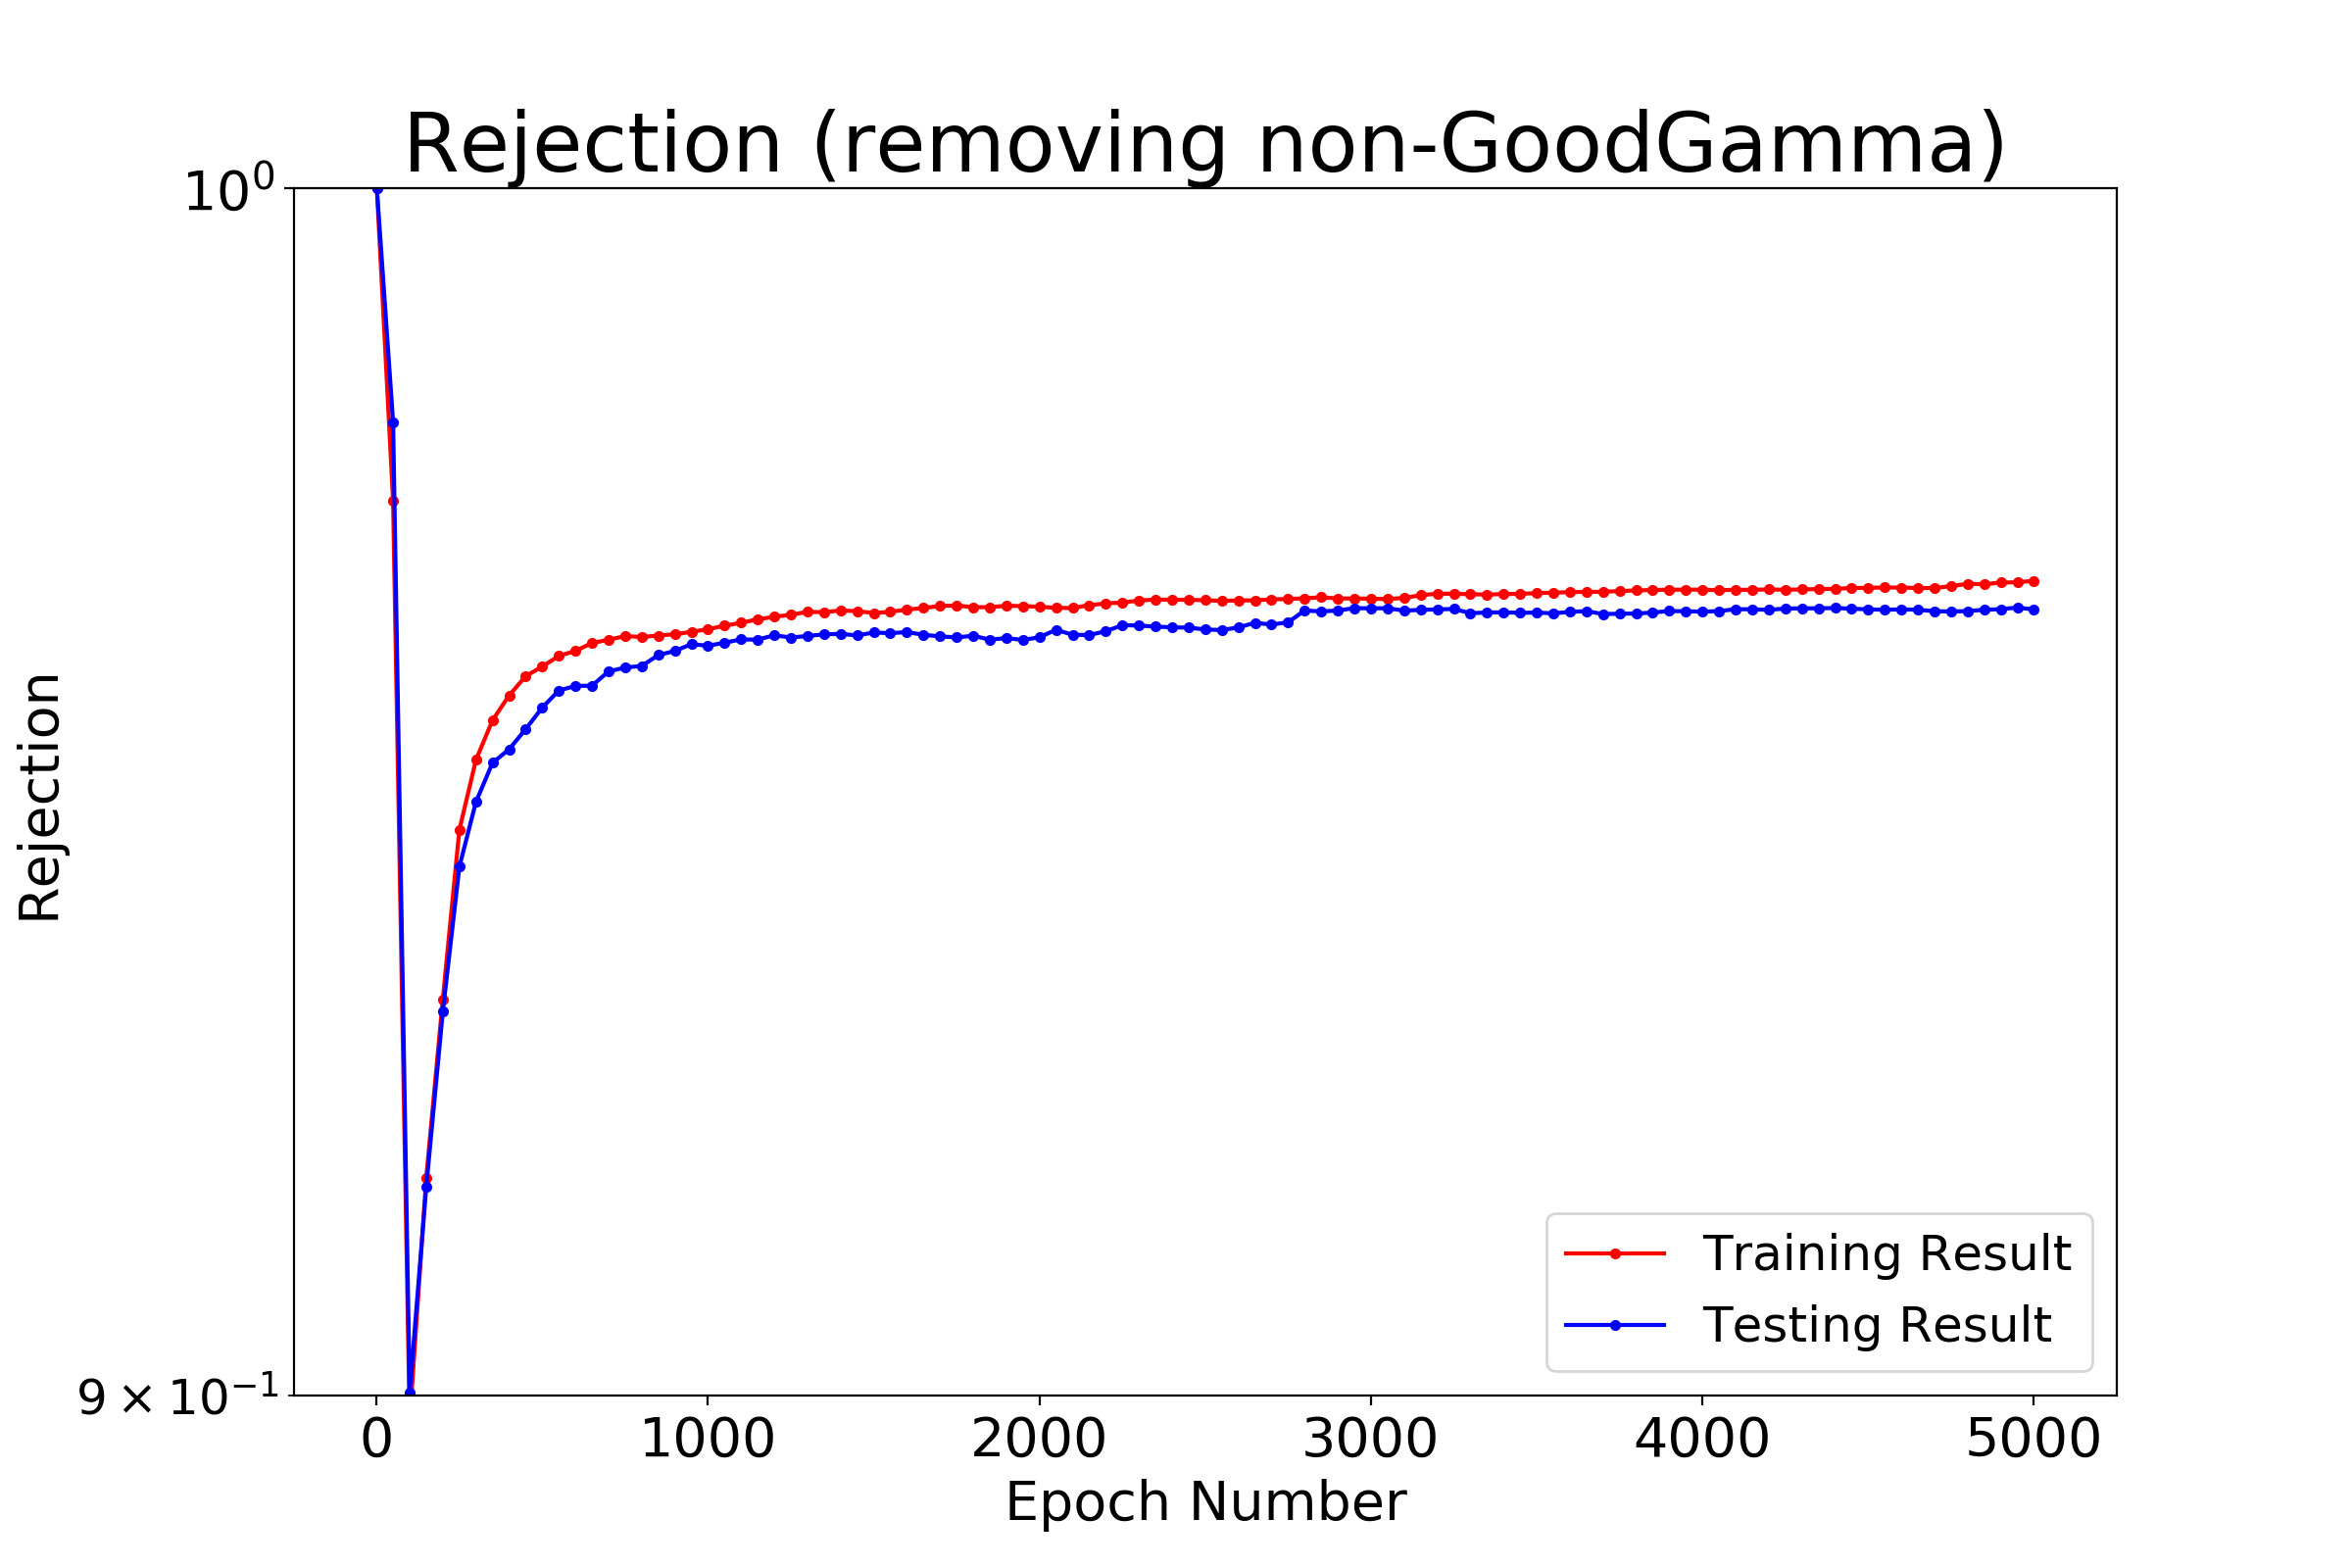 Rejection (removing non-GoodGamma)
10⁰
Rejection
9 × 10⁻¹
0 1000 2000 3000 4000 5000
Epoch Number
Training Result
Testing Result